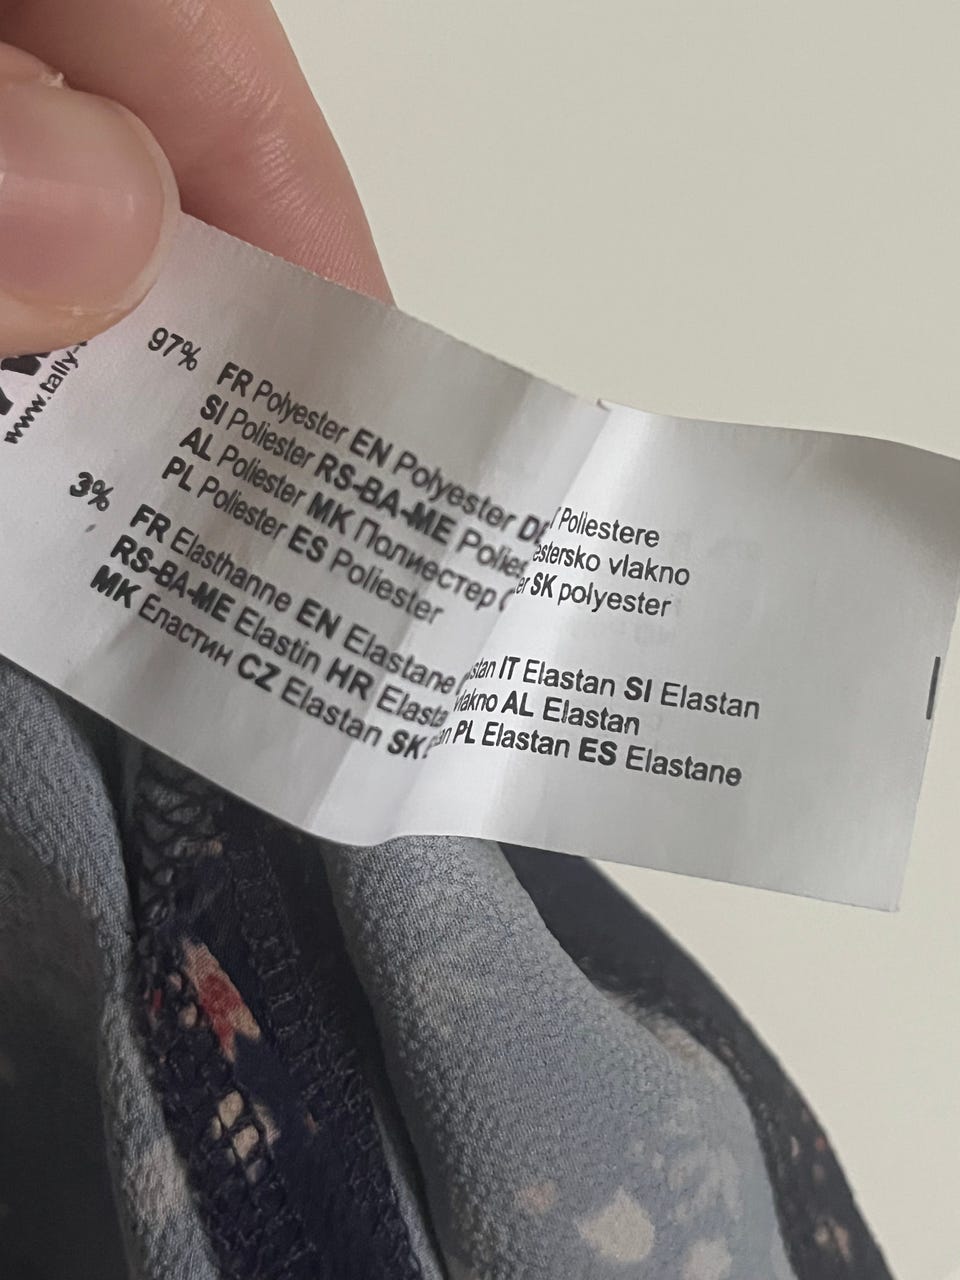 www.tally-
97% FR Polyester EN Polyester Poliestere
SI Poliester RS-BA-ME vlakno
AL Poliester MK Полиестер SK polyester
PL Poliester ES Poliester
3% FR Elasthanne EN Elastane IT Elastan SI Elastan
RS-BA-ME Elastin HR AL Elastan
MK Еластин CZ Elastan SK PL Elastan ES Elastane